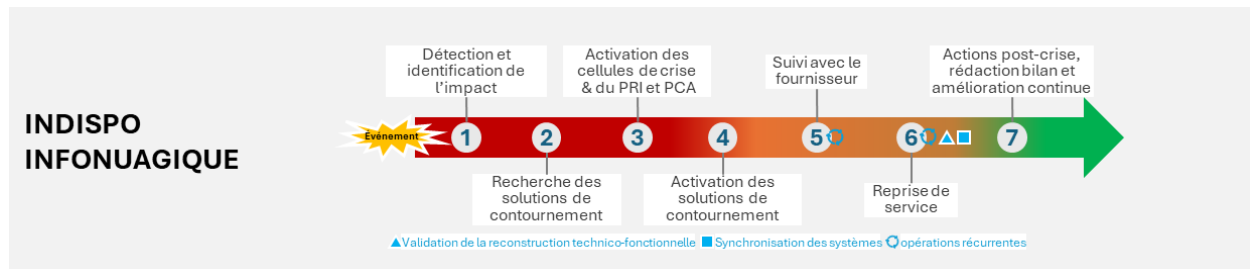 INDISPO
INFONUAGIQUE
Événement
1
Détection et
identification de
l'impact
2
Recherche des
solutions de
contournement
3
Activation des
cellules de crise
& du PRI et PCA
4
Activation des
solutions de
contournement
5
Suivi avec le
fournisseur
6
Reprise de
service
7
Actions post-crise,
rédaction bilan et
amélioration continue
Validation de la reconstruction technico-fonctionnelle Synchronisation des systèmes opérations récurrentes